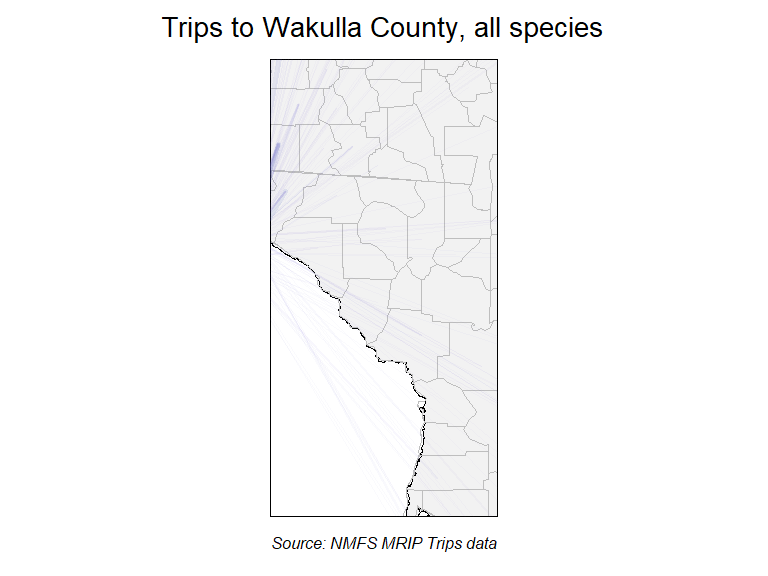 Trips to Wakulla County, all species
Source: NMFS MRIP Trips data